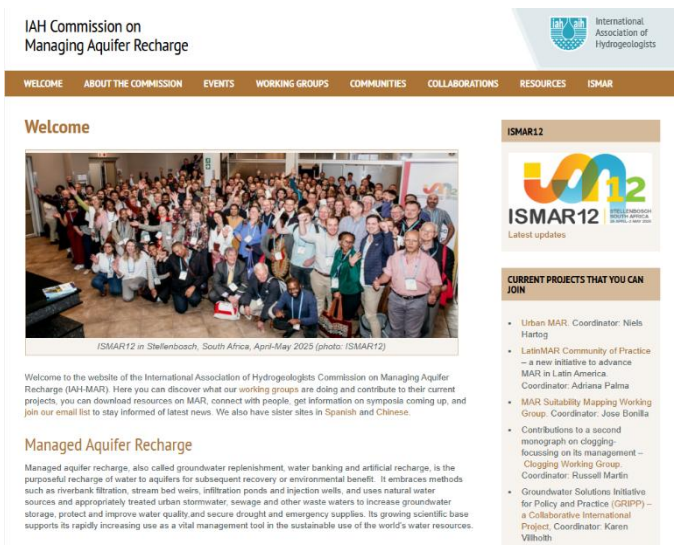 IAH Commission on
Managing Aquifer Recharge
iah aih
International
Association of
Hydrogeologists
WELCOME ABOUT THE COMMISSION EVENTS WORKING GROUPS COMMUNITIES COLLABORATIONS RESOURCES ISMAR
Welcome
ISMAR12 in Stellenbosch, South Africa, April-May 2025 (photo: ISMAR12)
Welcome to the website of the International Association of Hydrogeologists Commission on Managing Aquifer
Recharge (IAH-MAR). Here you can discover what our working groups are doing and contribute to their current
projects, you can download resources on MAR, connect with people, get information on symposia coming up, and
join our email list to stay informed of latest news. We also have sister sites in Spanish and Chinese.
Managed Aquifer Recharge
Managed aquifer recharge, also called groundwater replenishment, water banking and artificial recharge, is the
purposeful recharge of water to aquifers for subsequent recovery or environmental benefit. It embraces methods
such as riverbank filtration, stream bed weirs, infiltration ponds and injection wells, and uses natural water
sources and appropriately treated urban stormwater, sewage and other waste waters to increase groundwater
storage, protect and improve water quality,and secure drought and emergency supplies. Its growing scientific base
supports its rapidly increasing use as a vital management tool in the sustainable use of the world's water resources.
ISMAR12
12
ISMAR12
STELLENBOSCH
SOUTH AFRICA
Latest updates
CURRENT PROJECTS THAT YOU CAN
JOIN
• Urban MAR. Coordinator: Niels
Hartog
• LatinMAR Community of Practice
– a new initiative to advance
MAR in Latin America.
Coordinator: Adriana Palma
• MAR Suitability Mapping Working
Group. Coordinator: Jose Bonilla
• Contributions to a second
monograph on clogging-
focussing on its management –
Clogging Working Group.
Coordinator: Russell Martin
• Groundwater Solutions Initiative
for Policy and Practice (GRIPP) –
a Collaborative International
Project, Coordinator: Karen
Villholth